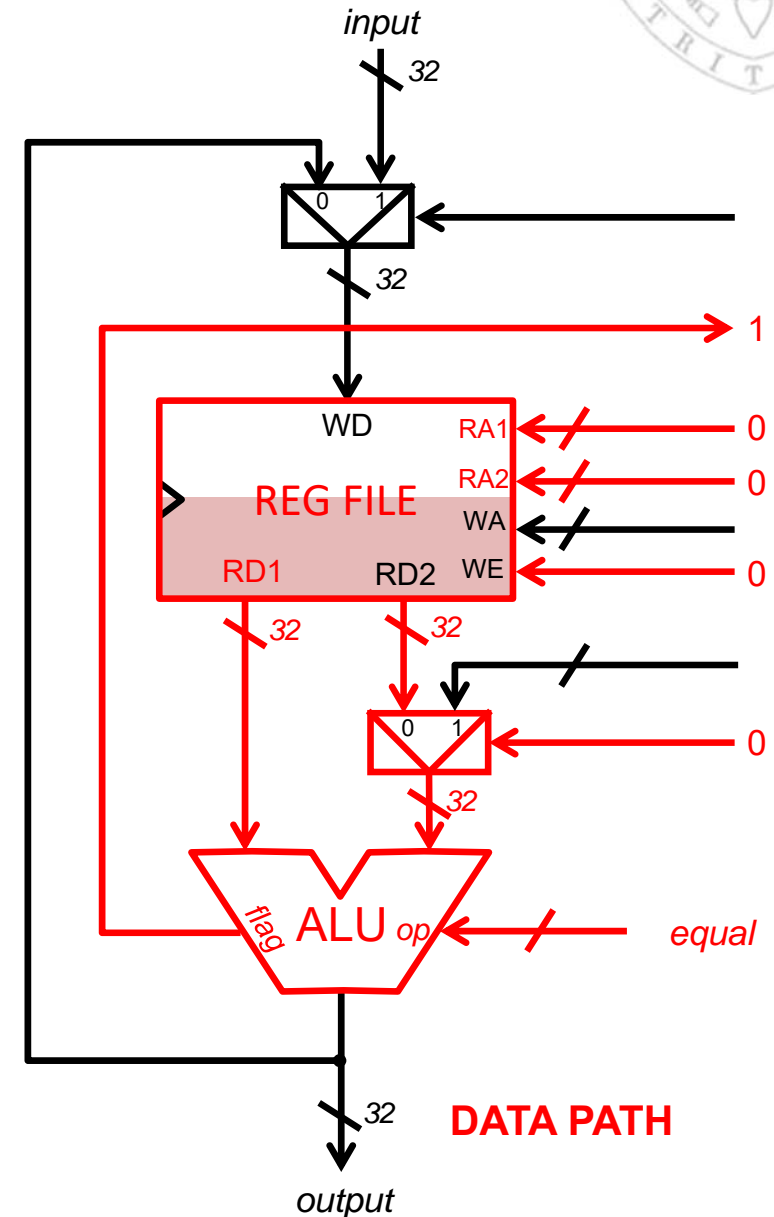 input
32
0 1
32
1
WD
RA1
0
RA2
0
REG FILE
WA
RD1
RD2
WE
0
32
32
0 1
0
32
flag
ALU
op
equal
32
DATA PATH
output
T R I T